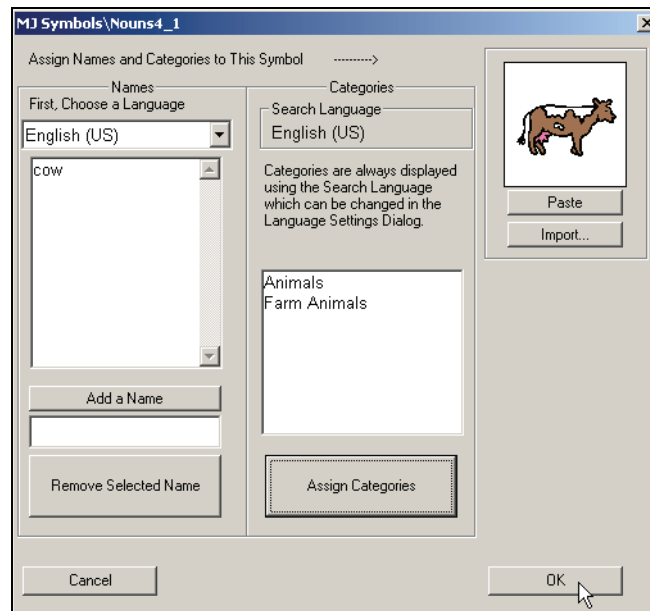 MJ Symbols\Nouns4_1
Assign Names and Categories to This Symbol ---------->
Names
First, Choose a Language
English (US)
cow
Add a Name
Remove Selected Name
Categories
Search Language
English (US)
Categories are always displayed
using the Search Language
which can be changed in the
Language Settings Dialog.
Animals
Farm Animals
Assign Categories
Paste
Import...
Cancel
OK